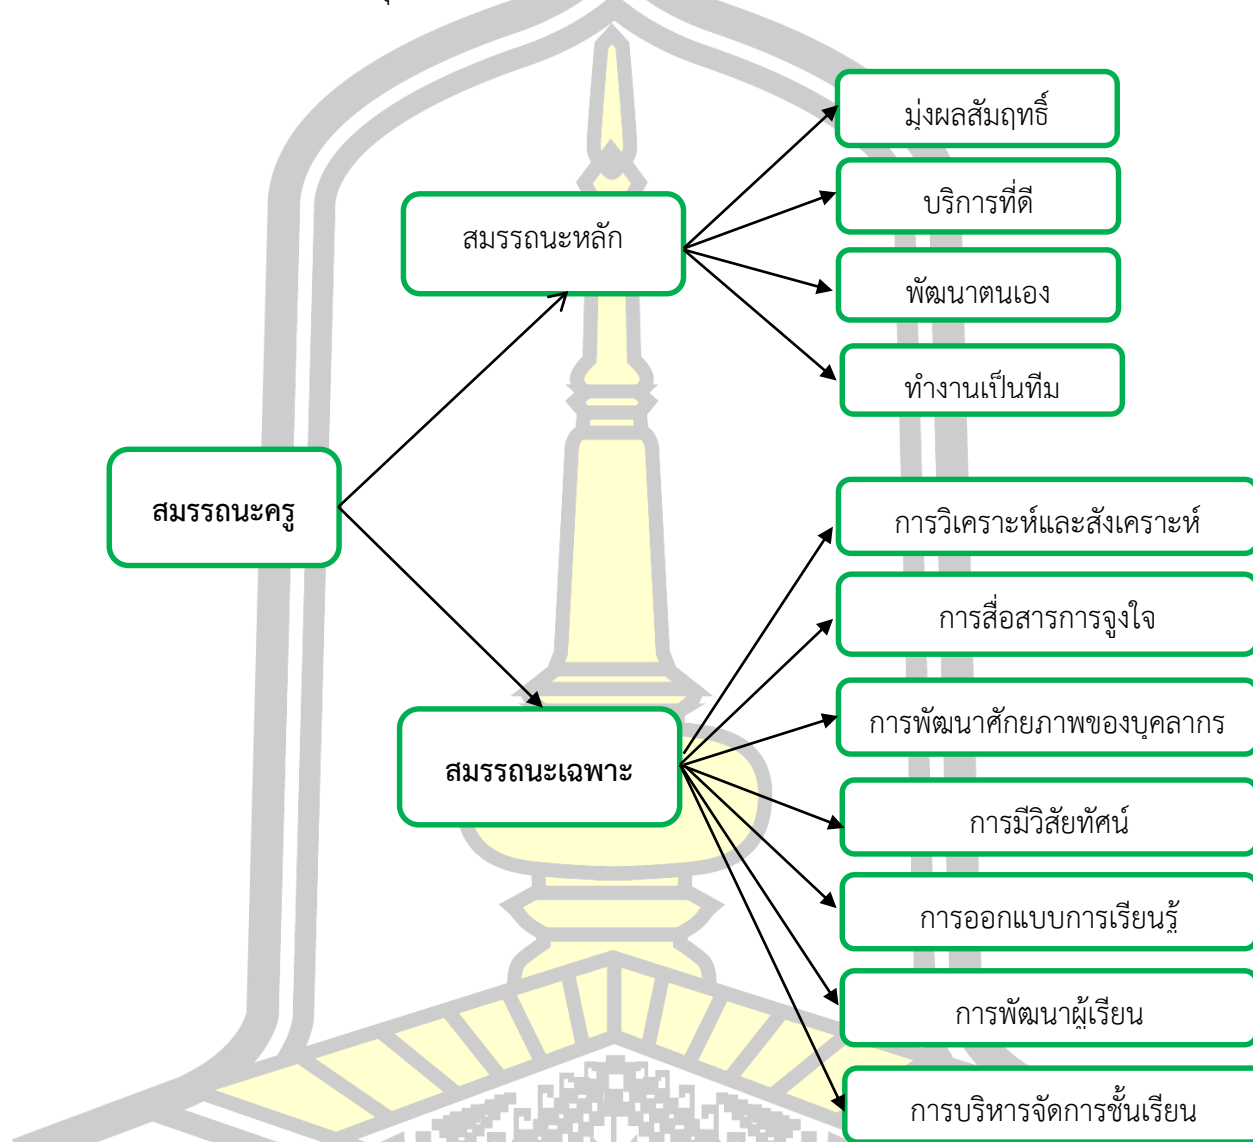 มุ่งผลสัมฤทธิ์
บริการที่ดี
สมรรถนะหลัก
พัฒนาตนเอง
ทำงานเป็นทีม
สมรรถนะครู
การวิเคราะห์และสังเคราะห์
การสื่อสารการจูงใจ
การพัฒนาศักยภาพของบุคลากร
สมรรถนะเฉพาะ
การมีวิสัยทัศน์
การออกแบบการเรียนรู้
การพัฒนาผู้เรียน
การบริหารจัดการชั้นเรียน